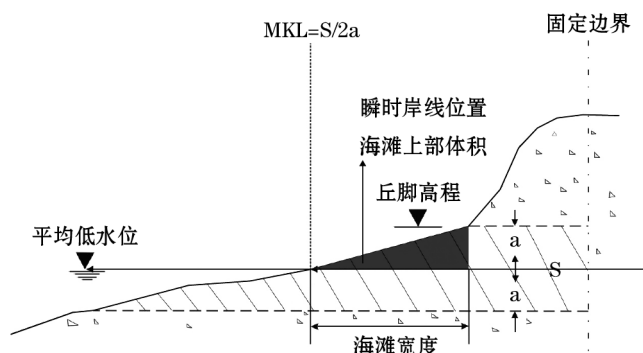 固定边界
MKL=S/2a
瞬时岸线位置
海滩上部体积
丘脚高程
平均低水位
a
S
a
海滩宽度